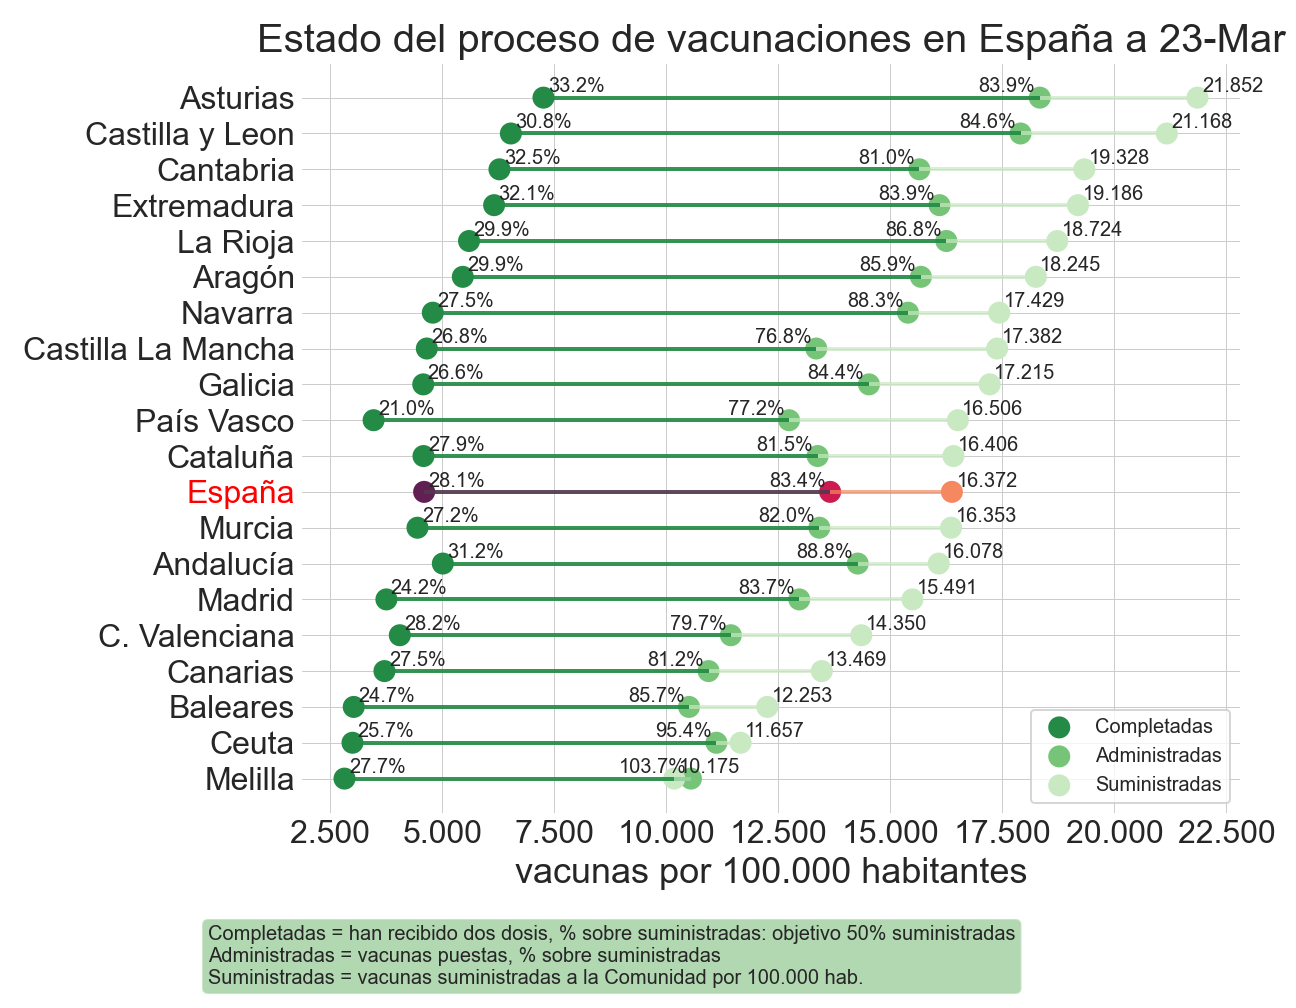 Estado del proceso de vacunaciones en España a 23-Mar
Asturias 33.2% 83.9% 21.852
Castilla y Leon 30.8% 84.6% 21.168
Cantabria 32.5% 81.0% 19.328
Extremadura 32.1% 83.9% 19.186
La Rioja 29.9% 86.8% 18.724
Aragón 29.9% 85.9% 18.245
Navarra 27.5% 88.3% 17.429
Castilla La Mancha 26.8% 76.8% 17.382
Galicia 26.6% 84.4% 17.215
País Vasco 21.0% 77.2% 16.506
Cataluña 27.9% 81.5% 16.406
España 28.1% 83.4% 16.372
Murcia 27.2% 82.0% 16.353
Andalucía 31.2% 88.8% 16.078
Madrid 24.2% 83.7% 15.491
C. Valenciana 28.2% 79.7% 14.350
Canarias 27.5% 81.2% 13.469
Baleares 24.7% 85.7% 12.253
Ceuta 25.7% 95.4% 11.657
Melilla 27.7% 103.7% 10.175
Completadas
Administradas
Suministradas
2.500 5.000 7.500 10.000 12.500 15.000 17.500 20.000 22.500
vacunas por 100.000 habitantes
Completadas = han recibido dos dosis, % sobre suministradas: objetivo 50% suministradas
Administradas = vacunas puestas, % sobre suministradas
Suministradas = vacunas suministradas a la Comunidad por 100.000 hab.